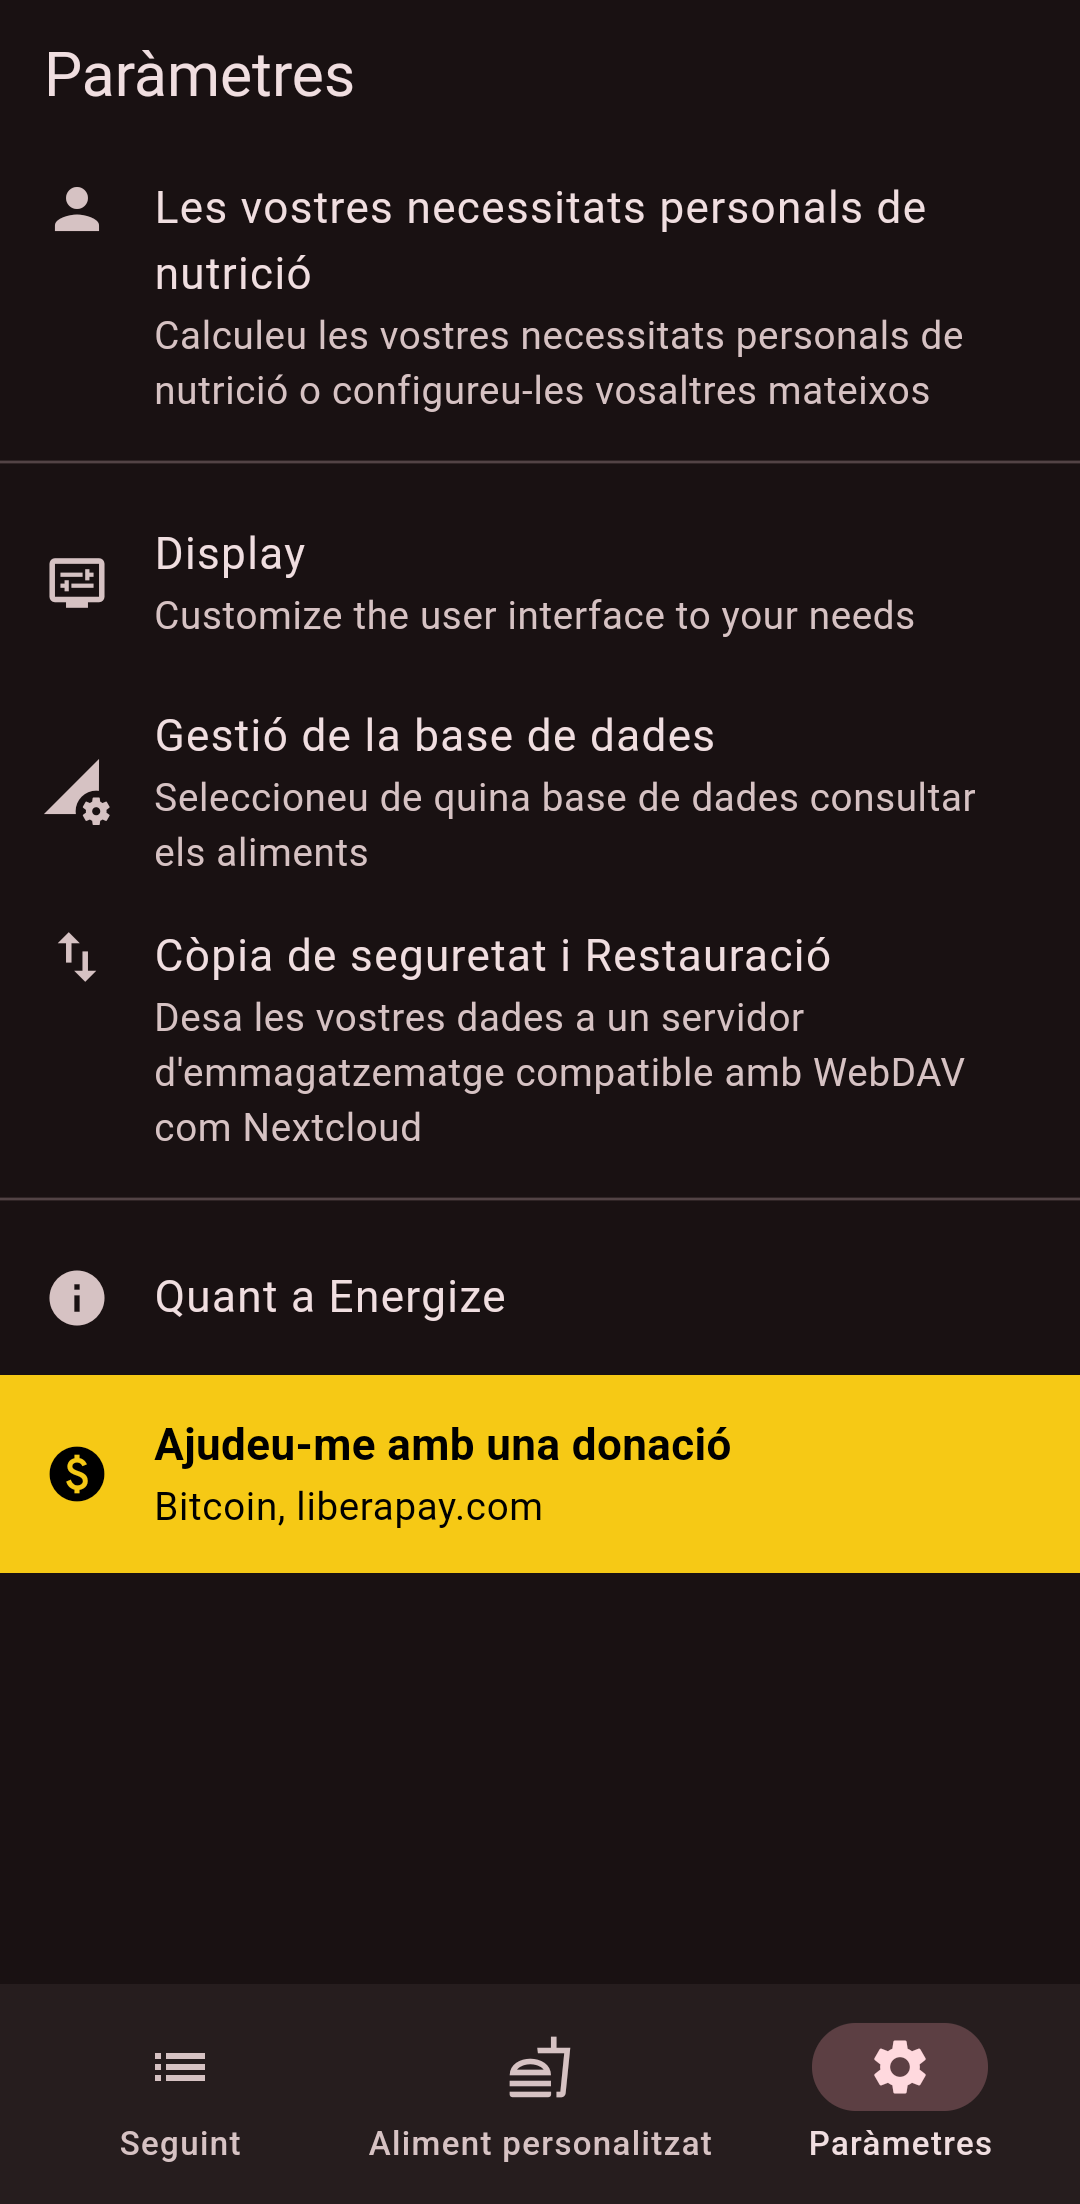 Paràmetres
Les vostres necessitats personals de
nutrició
Calculeu les vostres necessitats personals de
nutrició o configureu-les vosaltres mateixos
Display
Customize the user interface to your needs
Gestió de la base de dades
Seleccioneu de quina base de dades consultar
els aliments
Còpia de seguretat i Restauració
Desa les vostres dades a un servidor
d'emmagatzematge compatible amb WebDAV
com Nextcloud
Quant a Energize
Ajudeu-me amb una donació
Bitcoin, liberapay.com
Seguint
Aliment personalitzat
Paràmetres